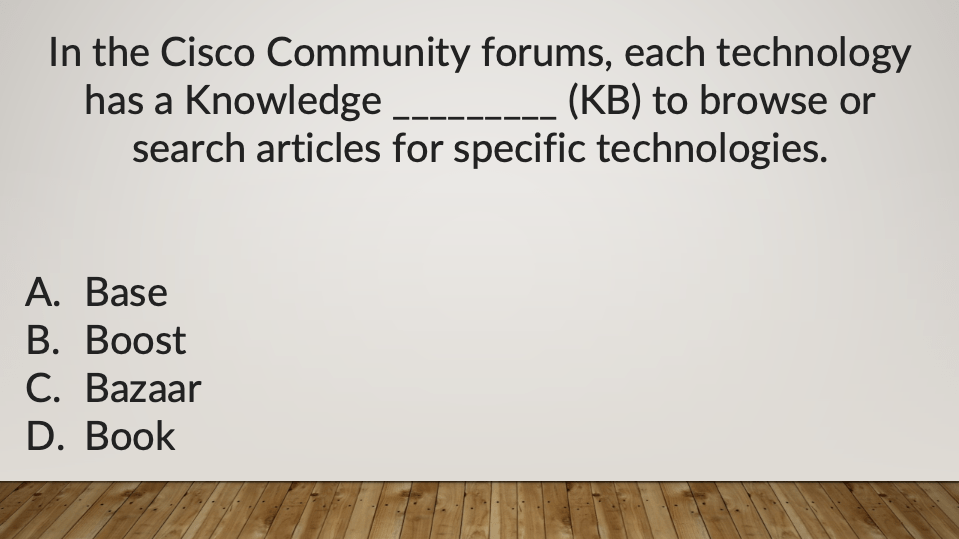 In the Cisco Community forums, each technology
has a Knowledge _________ (KB) to browse or
search articles for specific technologies.
A. Base
B. Boost
C. Bazaar
D. Book